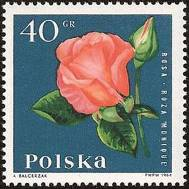 40 GR
ROSA - RÓŻA "MONIQUE"
POLSKA
A. BALCERZAK
PWPW 1964